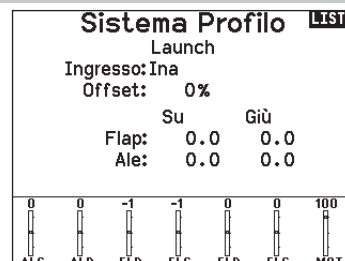 Sistema Profilo LIST
Launch
Ingresso: Ina
Offset: 0%
Su Giù
Flap: 0.0 0.0
Ale: 0.0 0.0
0 0 -1 -1 0 0 100